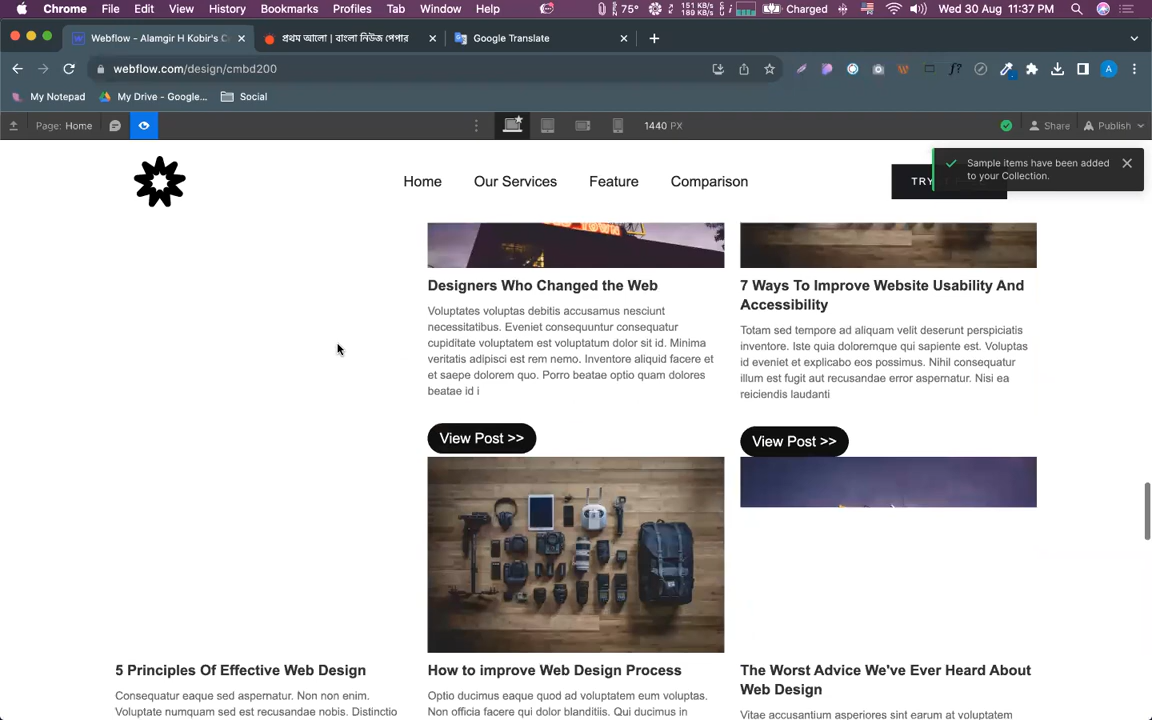 Chrome File Edit View History Bookmarks Profiles Tab Window Help 75° 151 KB/s 189 KB/s Charged Wed 30 Aug 11:37 PM
Webflow - Alamgir H Kobir's C প্রথম আলো | বাংলা নিউজ পেপার Google Translate
webflow.com/design/cmbd200
My Notepad My Drive - Google... Social
Page: Home 1440 PX Share Publish
Sample items have been added
to your Collection.
Home Our Services Feature Comparison TRY
Designers Who Changed the Web
Voluptates voluptas debitis accusamus nesciunt
necessitatibus. Eveniet consequuntur consequatur
cupiditate voluptatem est voluptatum dolor sit id. Minima
veritatis adipisci est rem nemo. Inventore aliquid facere et
et saepe dolorem quo. Porro beatae optio quam dolores
beatae id i
View Post >>
7 Ways To Improve Website Usability And
Accessibility
Totam sed tempore ad aliquam velit deserunt perspiciatis
inventore. Iste quia doloremque qui sapiente est. Voluptas
id eveniet et explicabo eos possimus. Nihil consequatur
illum est fugit aut recusandae error aspernatur. Nisi ea
reiciendis laudanti
View Post >>
5 Principles Of Effective Web Design
Consequatur eaque sed aspernatur. Non non enim.
Voluptate numquam sed est recusandae nobis. Distinctio
How to improve Web Design Process
Optio ducimus eaque quod ad voluptatem eum voluptas.
Non officia facere qui dolor blanditiis. Qui ducimus in
The Worst Advice We've Ever Heard About
Web Design
Vitae accusantium asperiores sint earum at voluptatem